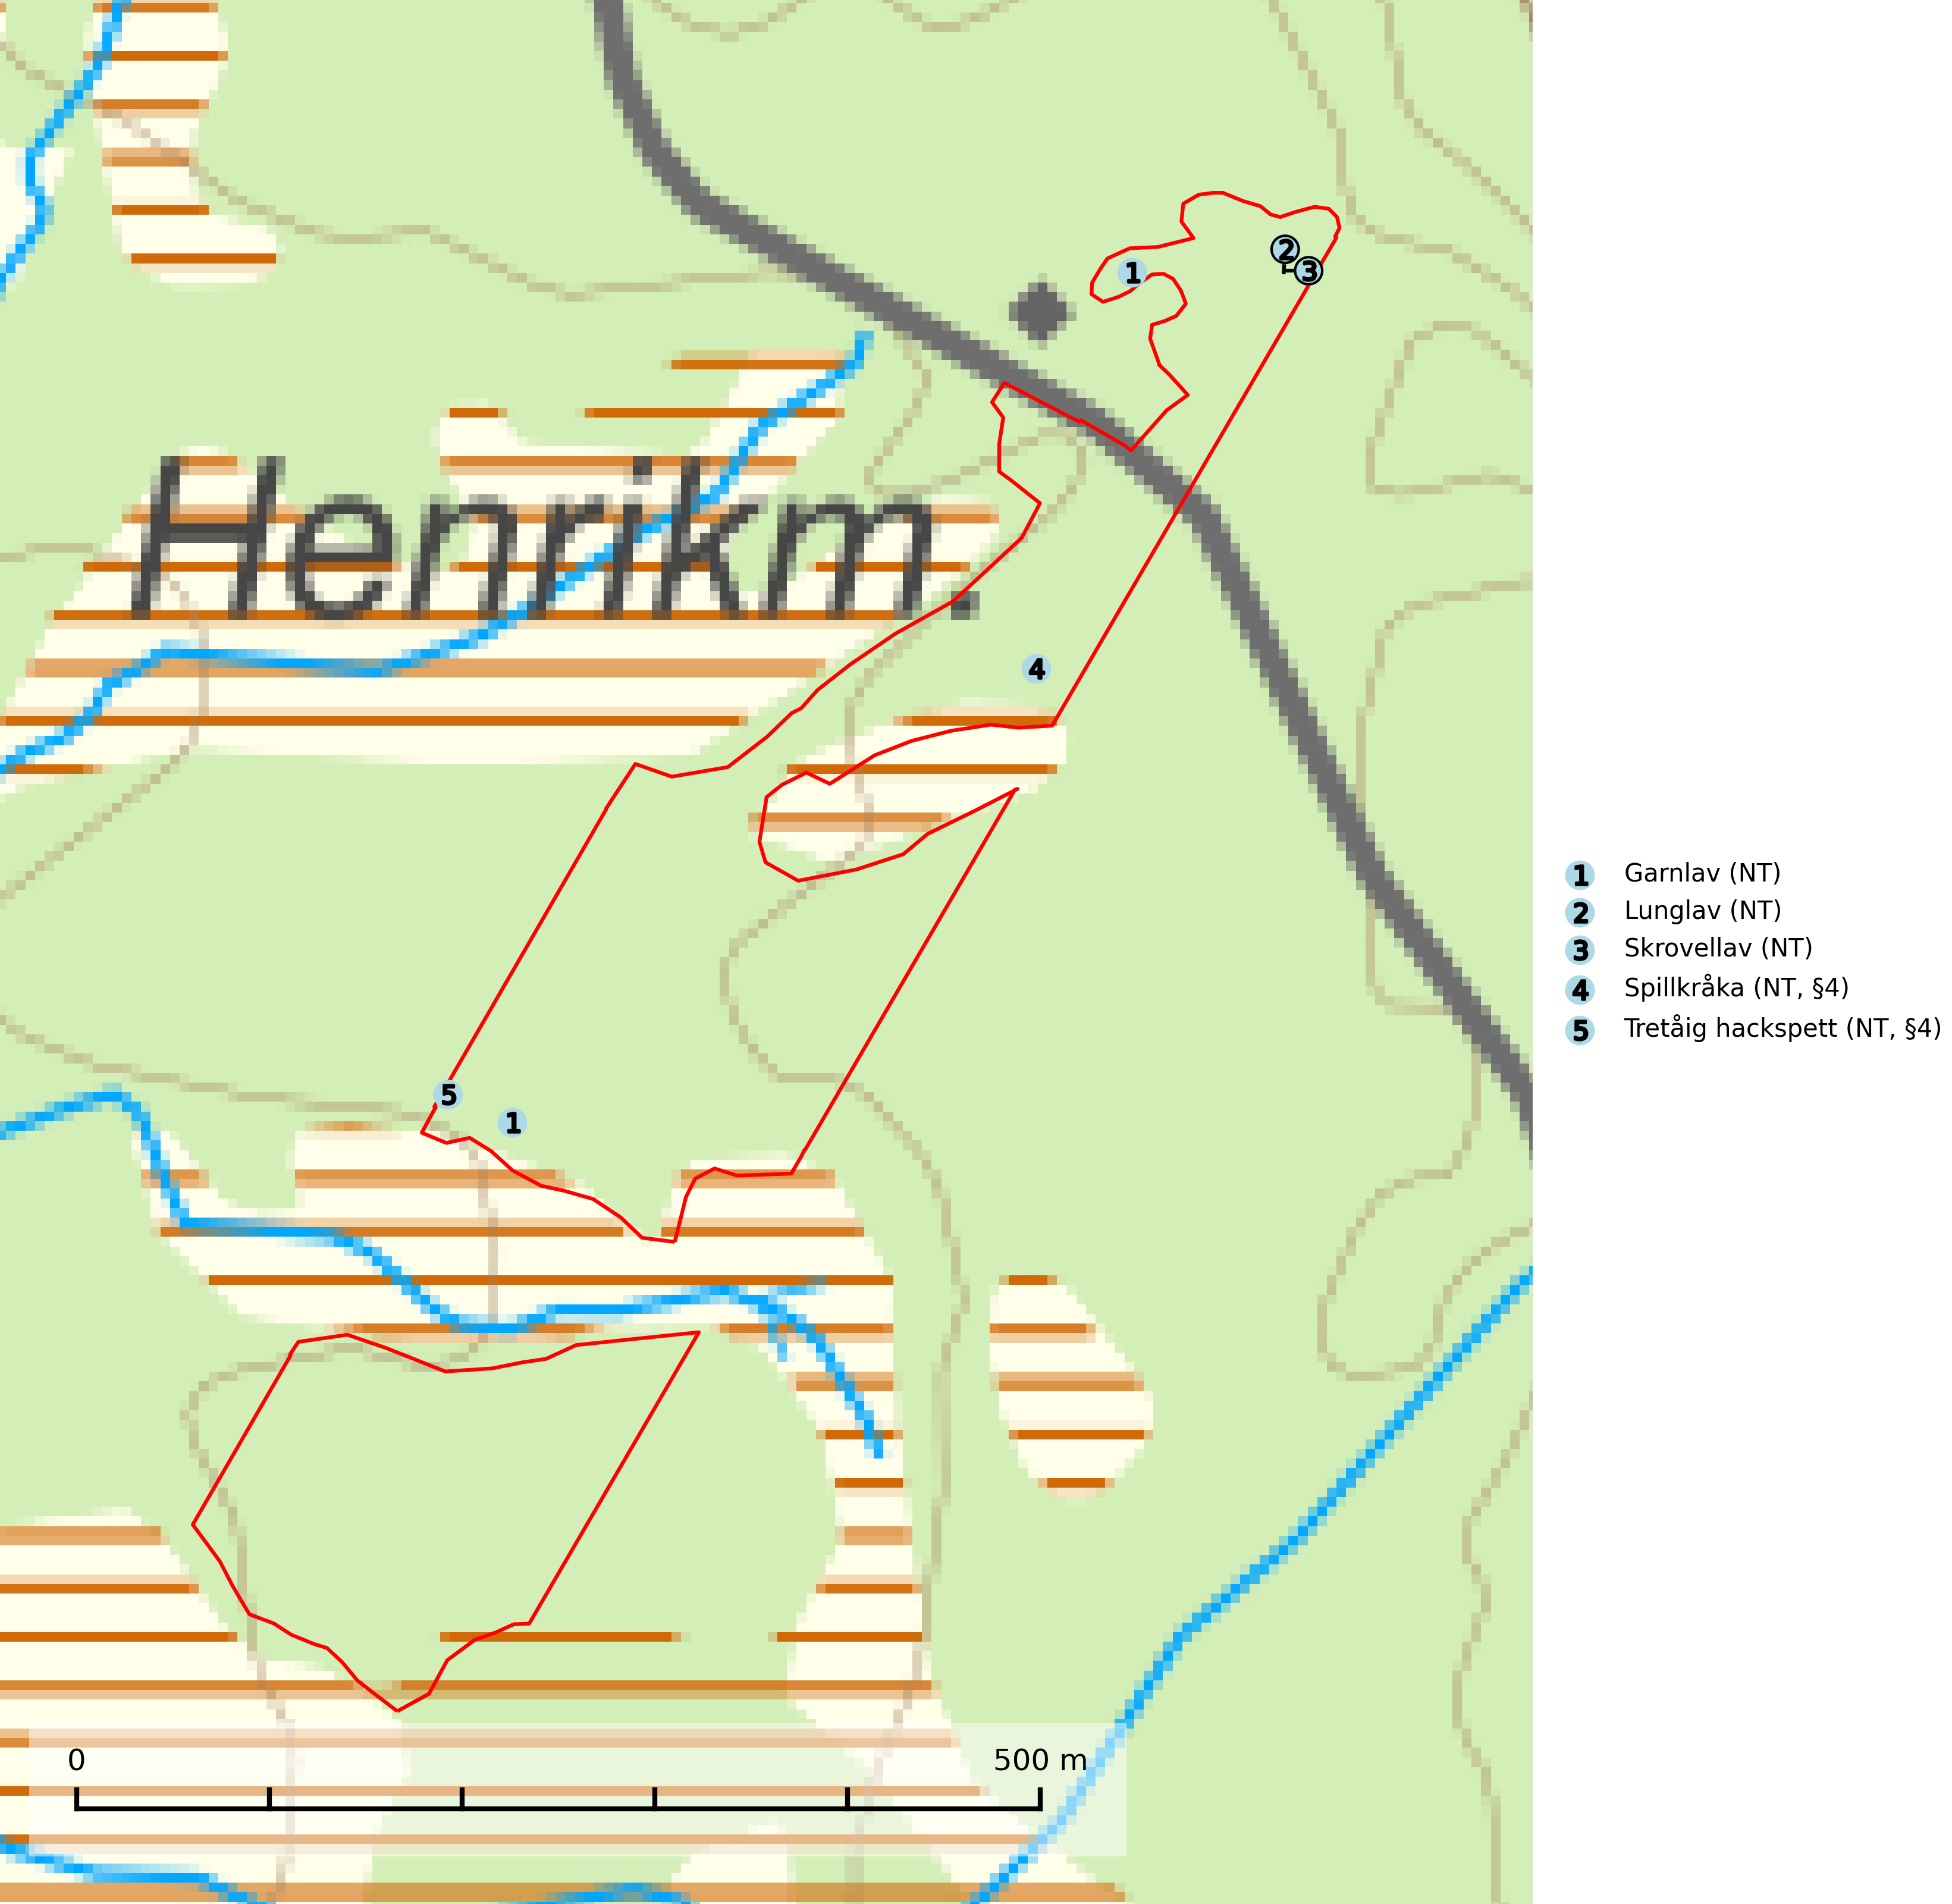 2
1
3
Henrikm.
4
1 Garnlav (NT)
2 Lunglav (NT)
3 Skrovellav (NT)
4 Spillkråka (NT, §4)
5 Tretåig hackspett (NT, §4)
5
1
0 500 m